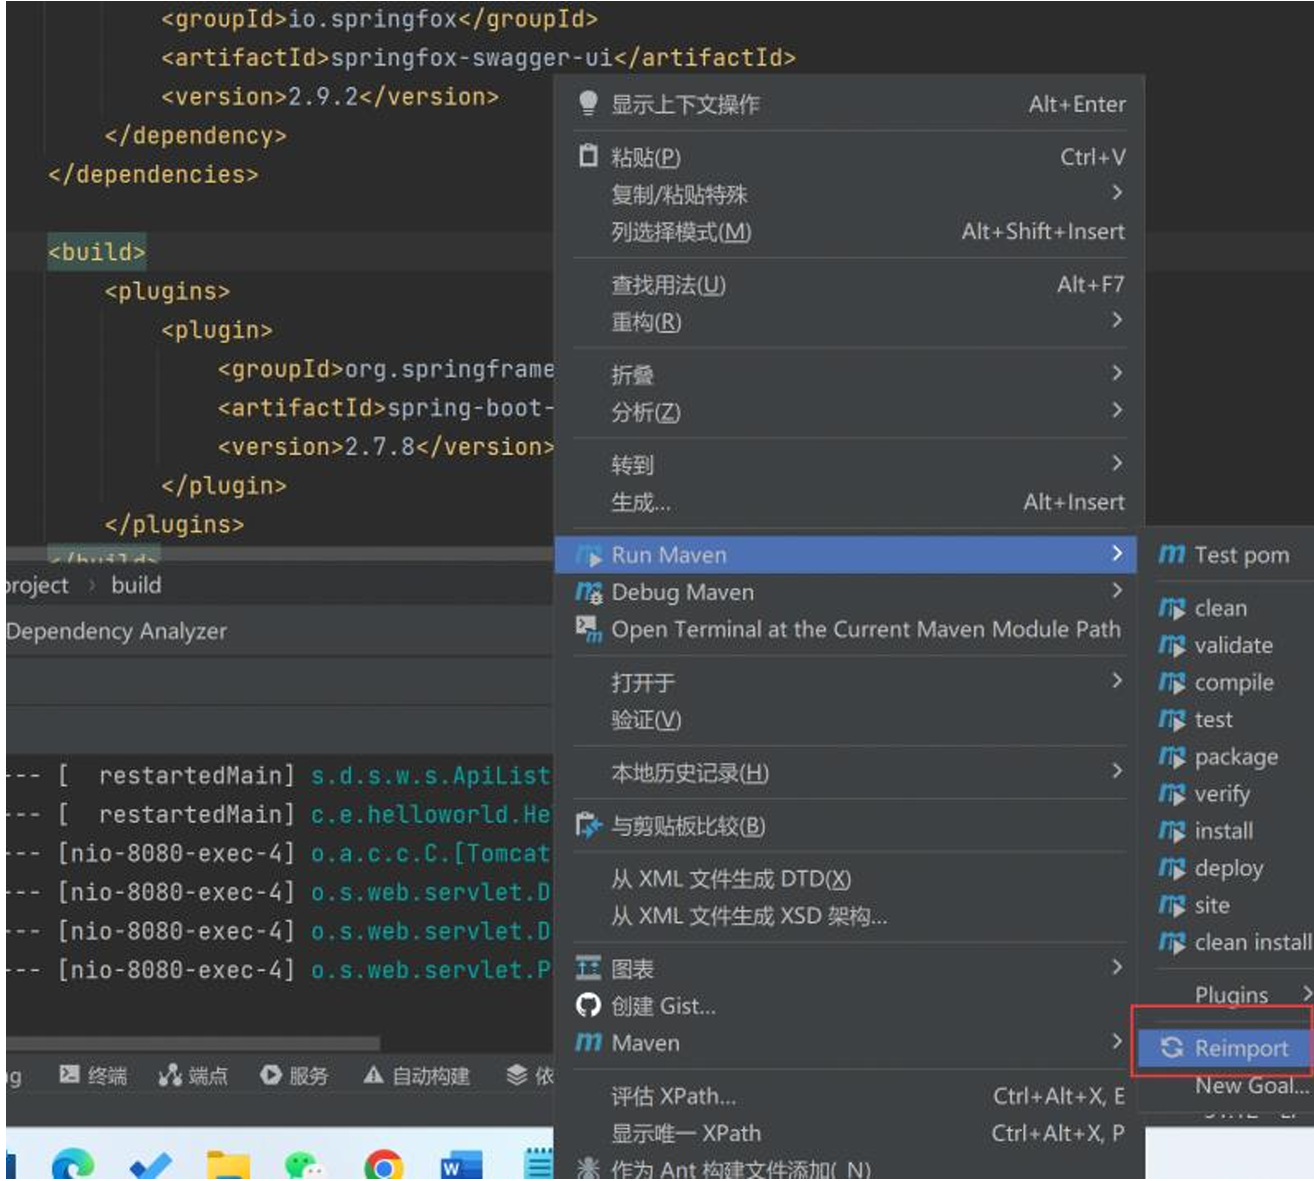 <groupId>io.springfox</groupId>
<artifactId>springfox-swagger-ui</artifactId>
<version>2.9.2</version>
</dependency>
</dependencies>
<build>
<plugins>
<plugin>
<groupId>org.springframe
<artifactId>spring-boot-
<version>2.7.8</version>
</plugin>
</plugins>
</build>
project › build
Dependency Analyzer
--- [  restartedMain] s.d.s.w.s.ApiList
--- [  restartedMain] c.e.helloworld.He
--- [nio-8080-exec-4] o.a.c.c.C.[Tomcat
--- [nio-8080-exec-4] o.s.web.servlet.D
--- [nio-8080-exec-4] o.s.web.servlet.D
--- [nio-8080-exec-4] o.s.web.servlet.P
终端 端点 服务 自动构建 依
显示上下文操作 Alt+Enter
粘贴(P) Ctrl+V
复制/粘贴特殊
列选择模式(M) Alt+Shift+Insert
查找用法(U) Alt+F7
重构(R)
折叠
分析(Z)
转到
生成... Alt+Insert
Run Maven
Debug Maven
Open Terminal at the Current Maven Module Path
打开于
验证(V)
本地历史记录(H)
与剪贴板比较(B)
从 XML 文件生成 DTD(X)
从 XML 文件生成 XSD 架构...
图表
创建 Gist...
Maven
评估 XPath... Ctrl+Alt+X, E
显示唯一 XPath Ctrl+Alt+X, P
作为 Ant 构建文件添加( N)
Test pom
clean
validate
compile
test
package
verify
install
deploy
site
clean install
Plugins
Reimport
New Goal...